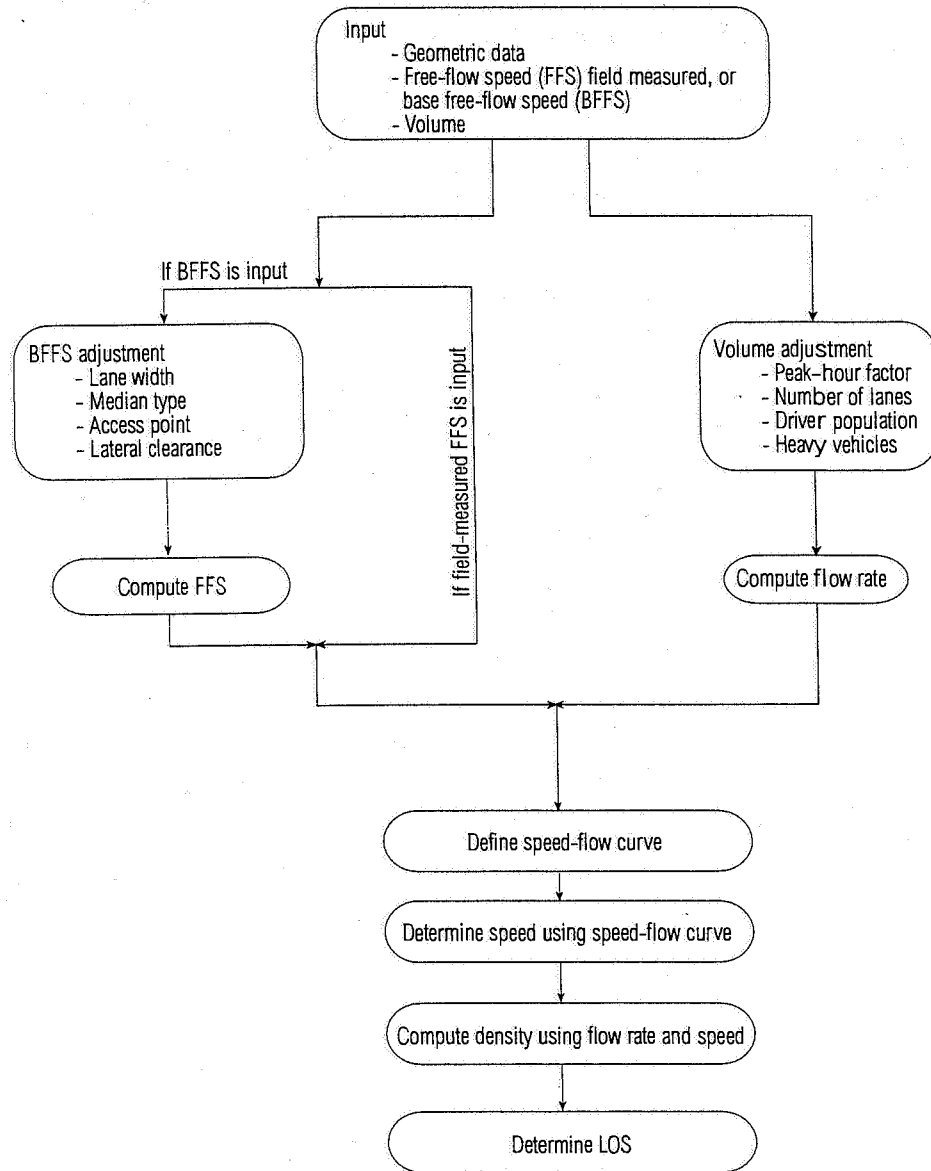 Input
- Geometric data
- Free-flow speed (FFS) field measured, or
base free-flow speed (BFFS)
- Volume
If BFFS is input
BFFS adjustment
- Lane width
- Median type
- Access point
- Lateral clearance
If field-measured FFS is input
Volume adjustment
- Peak-hour factor
- Number of lanes
- Driver population
- Heavy vehicles
Compute FFS
Compute flow rate
Define speed-flow curve
Determine speed using speed-flow curve
Compute density using flow rate and speed
Determine LOS